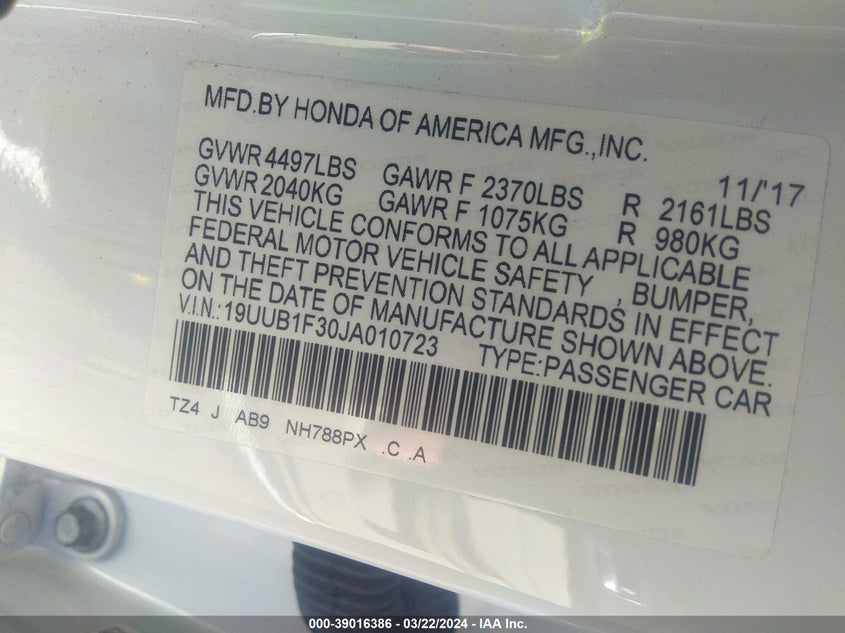 MFD.BY HONDA OF AMERICA MFG.,INC.
11/'17
GVWR 4497LBS GAWR F 2370LBS R 2161LBS
GVWR 2040KG GAWR F 1075KG R 980KG
THIS VEHICLE CONFORMS TO ALL APPLICABLE
FEDERAL MOTOR VEHICLE SAFETY , BUMPER,
AND THEFT PREVENTION STANDARDS IN EFFECT
ON THE DATE OF MANUFACTURE SHOWN ABOVE.
V.I.N.:19UUB1F30JA010723 TYPE:PASSENGER CAR
TZ4 J AB9 NH788PX .C .A
000-39016386 - 03/22/2024 - IAA Inc.